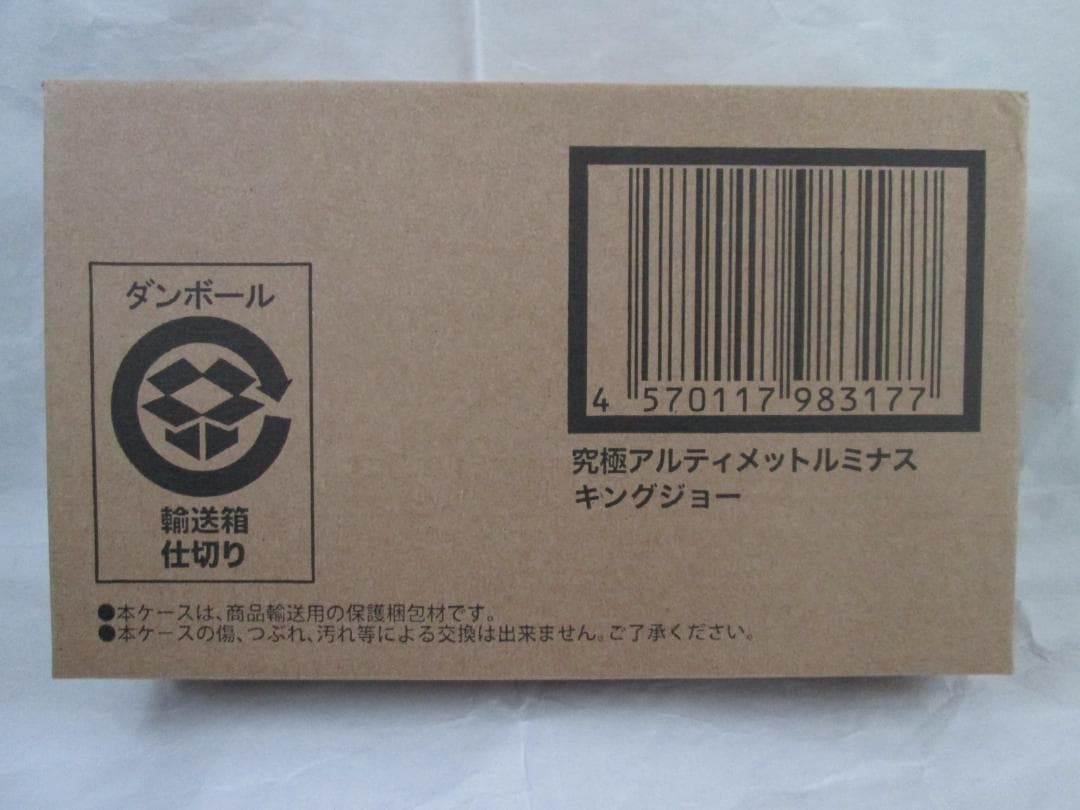 ダンボール
輸送箱
仕切り
4 570117 983177
究極アルティメットルミナス
キングジョー
●本ケースは、商品輸送用の保護梱包材です。
●本ケースの傷、つぶれ、汚れ等による交換は出来ません。ご了承ください。